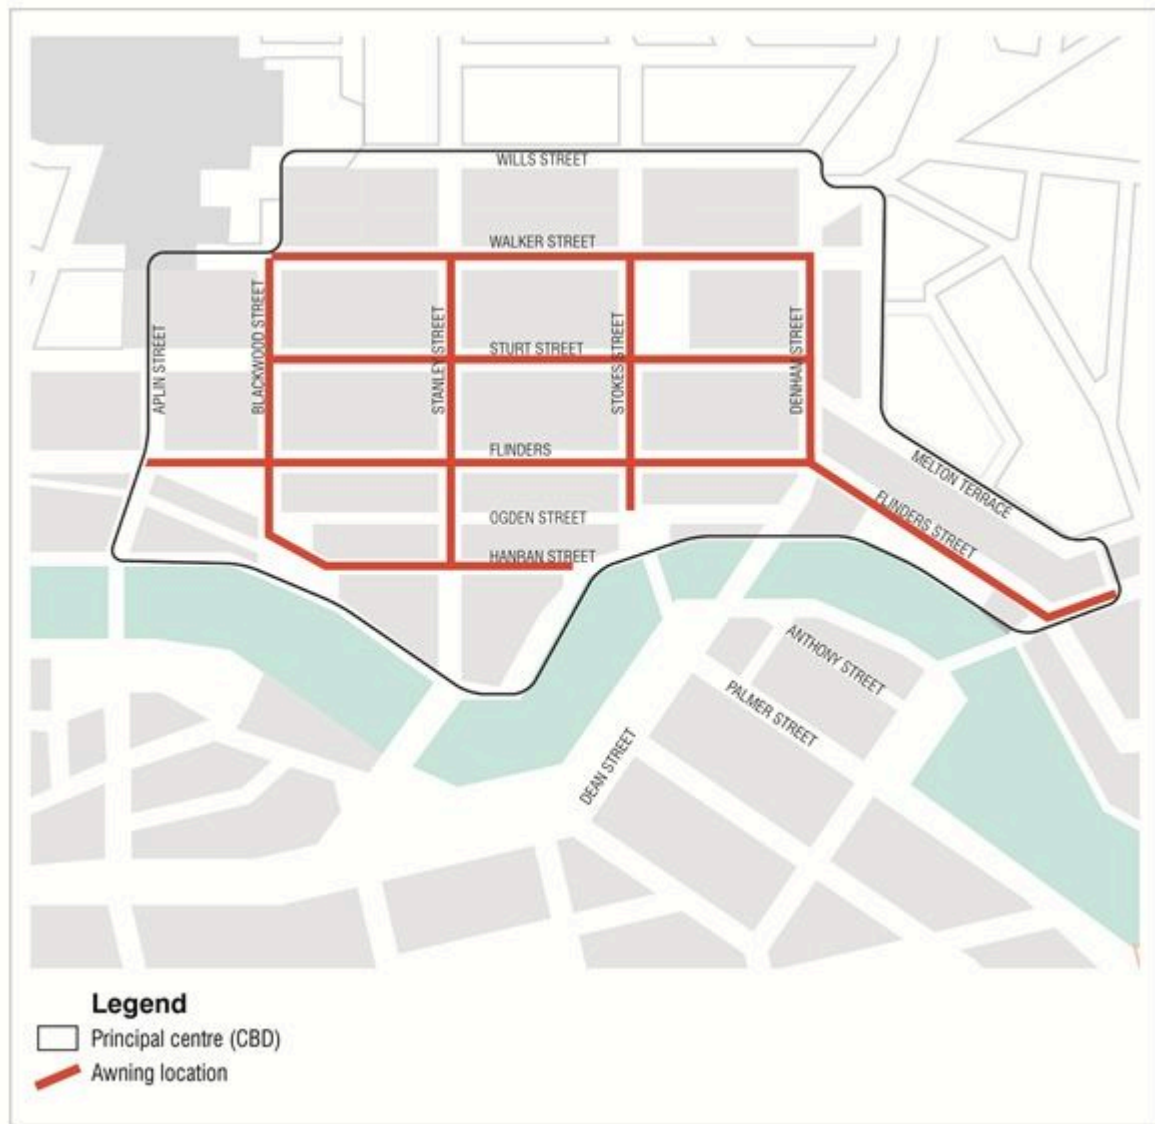 WILLS STREET
WALKER STREET
APLIN STREET
BLACKWOOD STREET
STANLEY STREET
STURT STREET
STOKES STREET
DENHAM STREET
FLINDERS
MELTON TERRACE
FLINDERS STREET
OGDEN STREET
HANRAN STREET
ANTHONY STREET
PALMER STREET
DEAN STREET
Legend
Principal centre (CBD)
Awning location